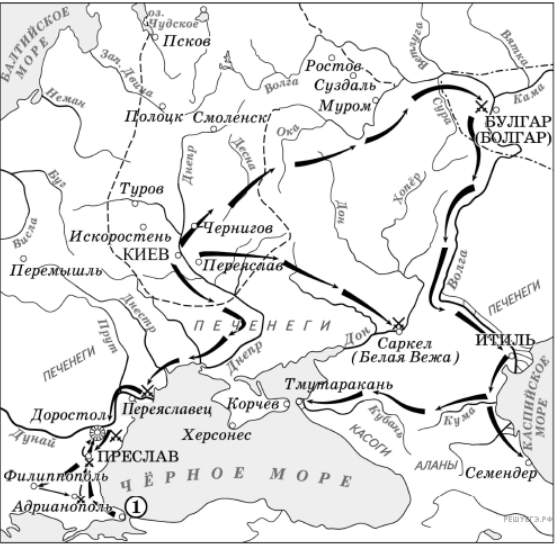 БАЛТИЙСКОЕ
МОРЕ
оз.
Чудское
Псков
Зап. Двина
Неман
Полоцк
Смоленск
Волга
Ростов
Суздаль
Муром
Ветлуга
Вятка
Кама
Сура
БУЛГАР
(БОЛГАР)
Ока
Днепр
Десна
Дон
Хопёр
Буг
Туров
Висла
Искоростень
Чернигов
КИЕВ
Переяслав
Перемышль
Волга
Днестр
Прут
ПЕЧЕНЕГИ
ПЕЧЕНЕГИ
ПЕЧЕНЕГИ
Днепр
Дон
Саркел
(Белая Вежа)
ИТИЛЬ
КАСПИЙСКОЕ
МОРЕ
Тмутаракань
Корчев
Кубань
Кума
Доростол
Переяславец
Дунай
Херсонес
КАСОГИ
АЛАНЫ
Семендер
ПРЕСЛАВ
Филиппополь
Адрианополь
ЧЁРНОЕ МОРЕ
1
РЕШУЕГЭ.РФ